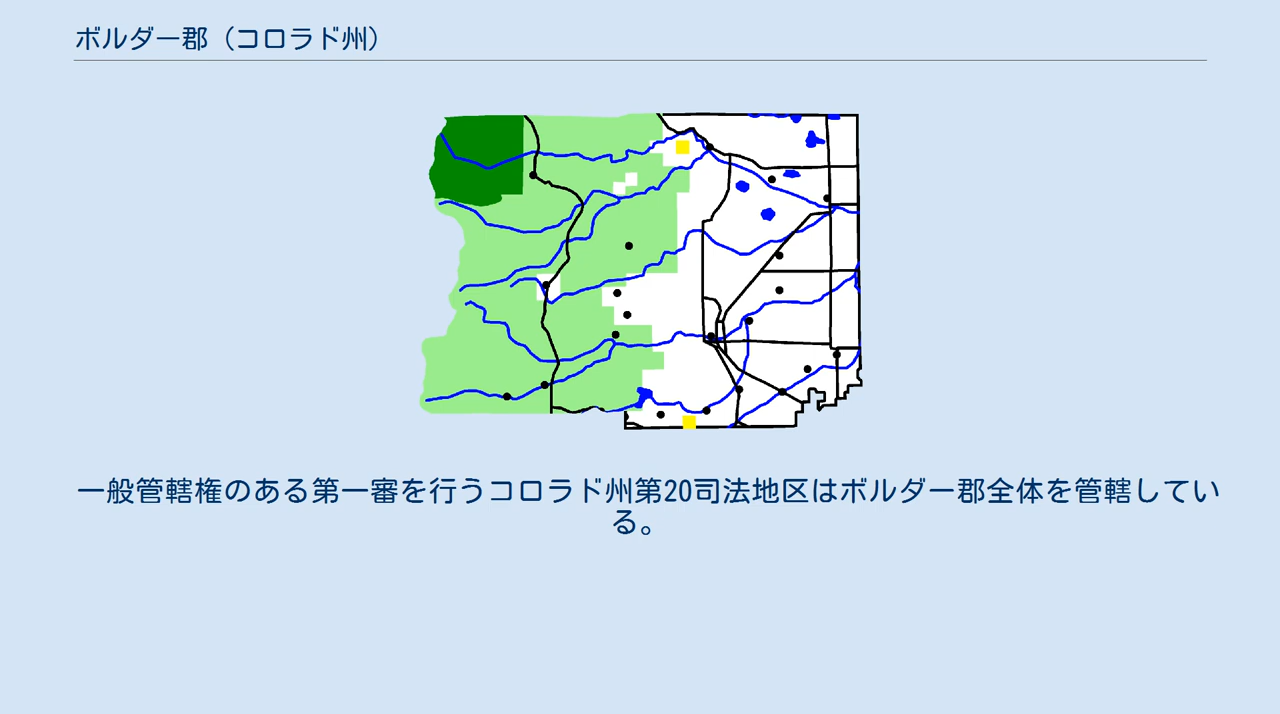 ボルダー郡（コロラド州）
一般管轄権のある第一審を行うコロラド州第20司法地区はボルダー郡全体を管轄してい
る。